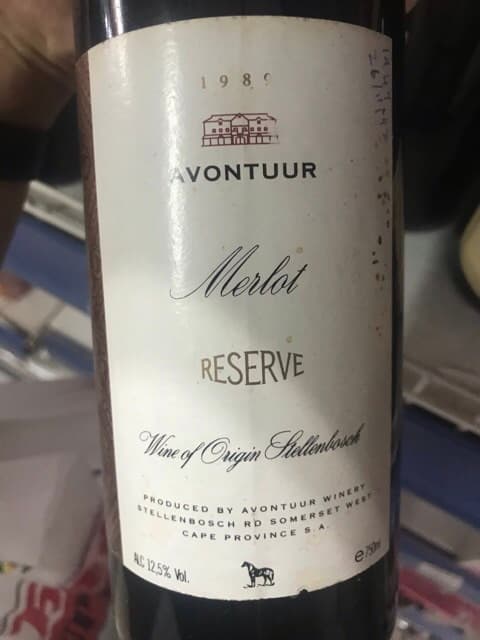 1989
AVONTUUR
Merlot
RESERVE
Wine of Origin Stellenbosch
PRODUCED BY AVONTUUR WINERY
STELLENBOSCH RD SOMERSET WEST
CAPE PROVINCE S.A.
ALC 12,5% Vol.
e 750ml